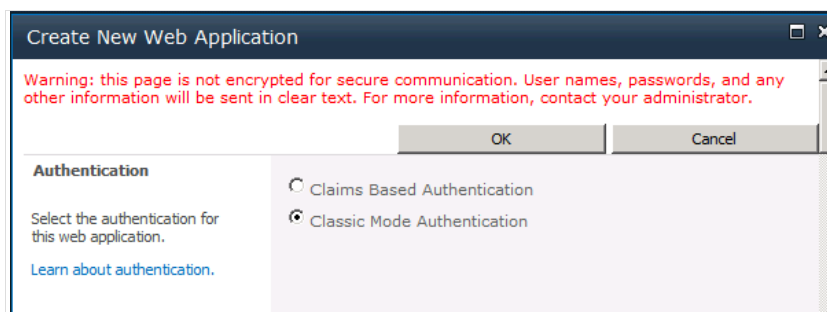 Create New Web Application
Warning: this page is not encrypted for secure communication. User names, passwords, and any
other information will be sent in clear text. For more information, contact your administrator.
OK
Cancel
Authentication
Select the authentication for
this web application.
Learn about authentication.
Claims Based Authentication
Classic Mode Authentication